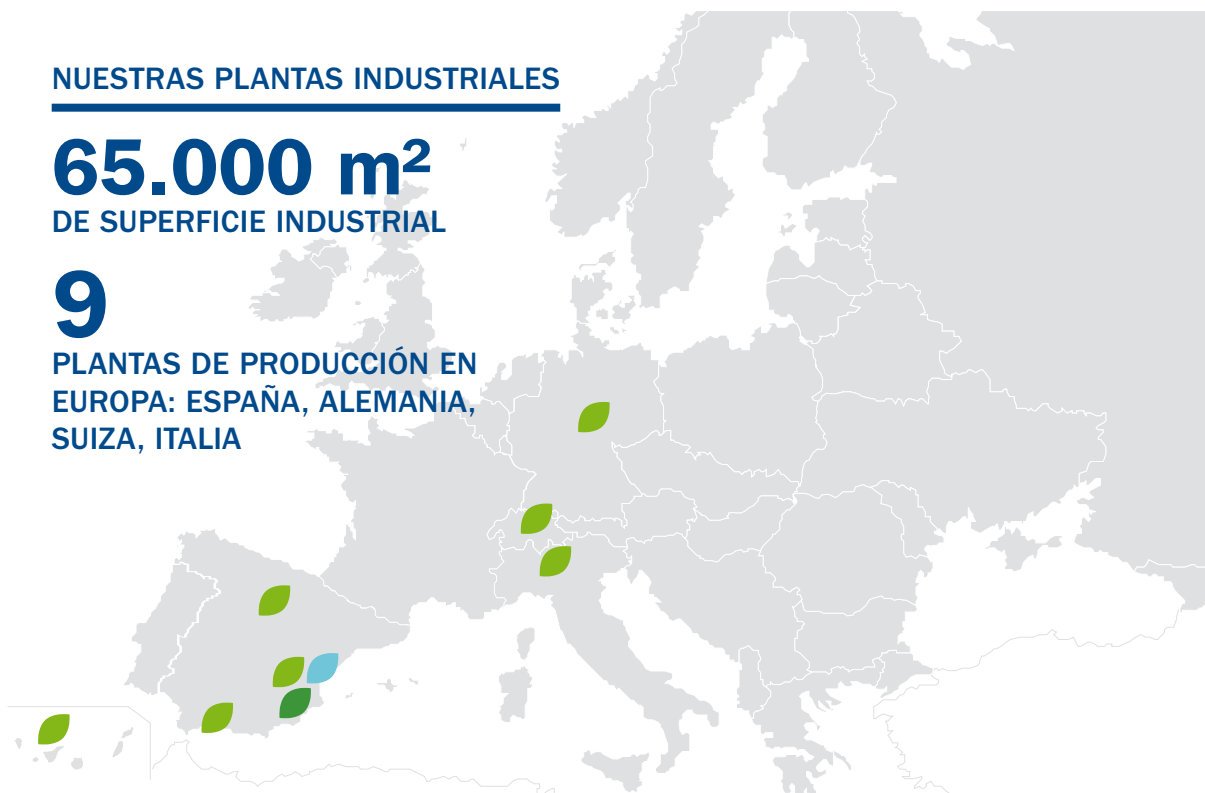 NUESTRAS PLANTAS INDUSTRIALES
65.000 m²
DE SUPERFICIE INDUSTRIAL
9
PLANTAS DE PRODUCCIÓN EN
EUROPA: ESPAÑA, ALEMANIA,
SUIZA, ITALIA